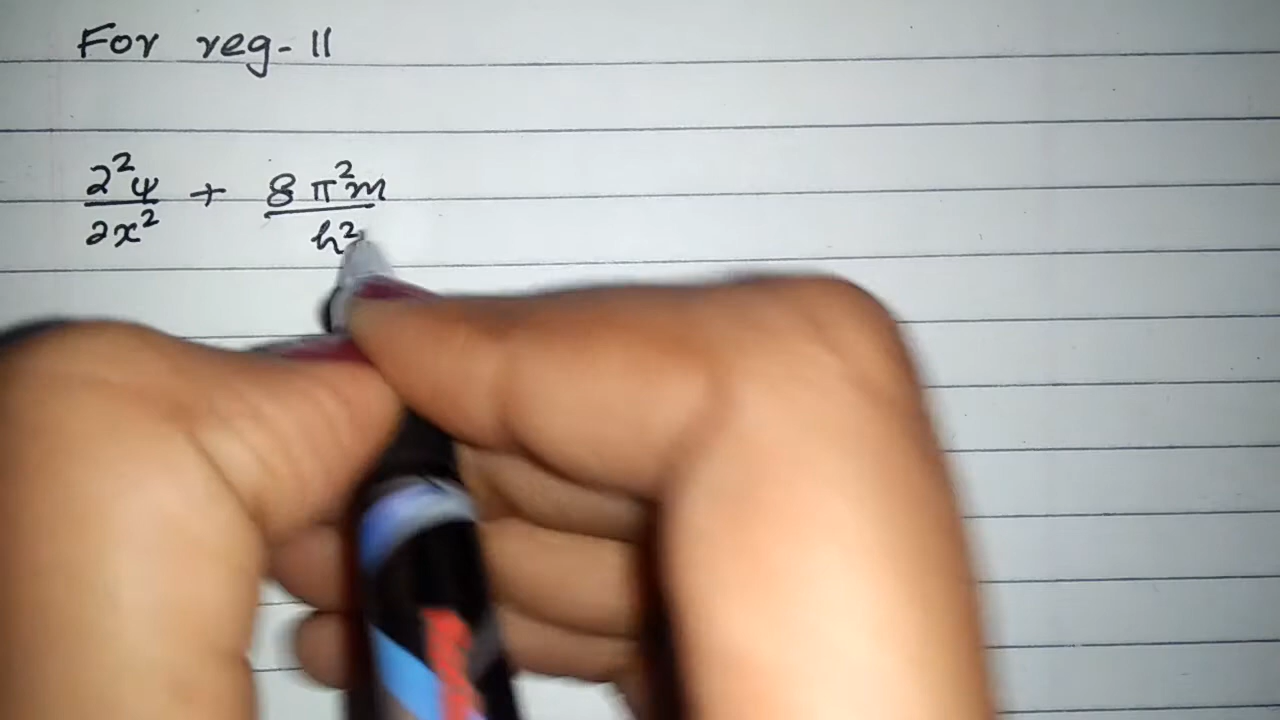 For reg-II
∂²ψ/∂x² + 8π²m/h²